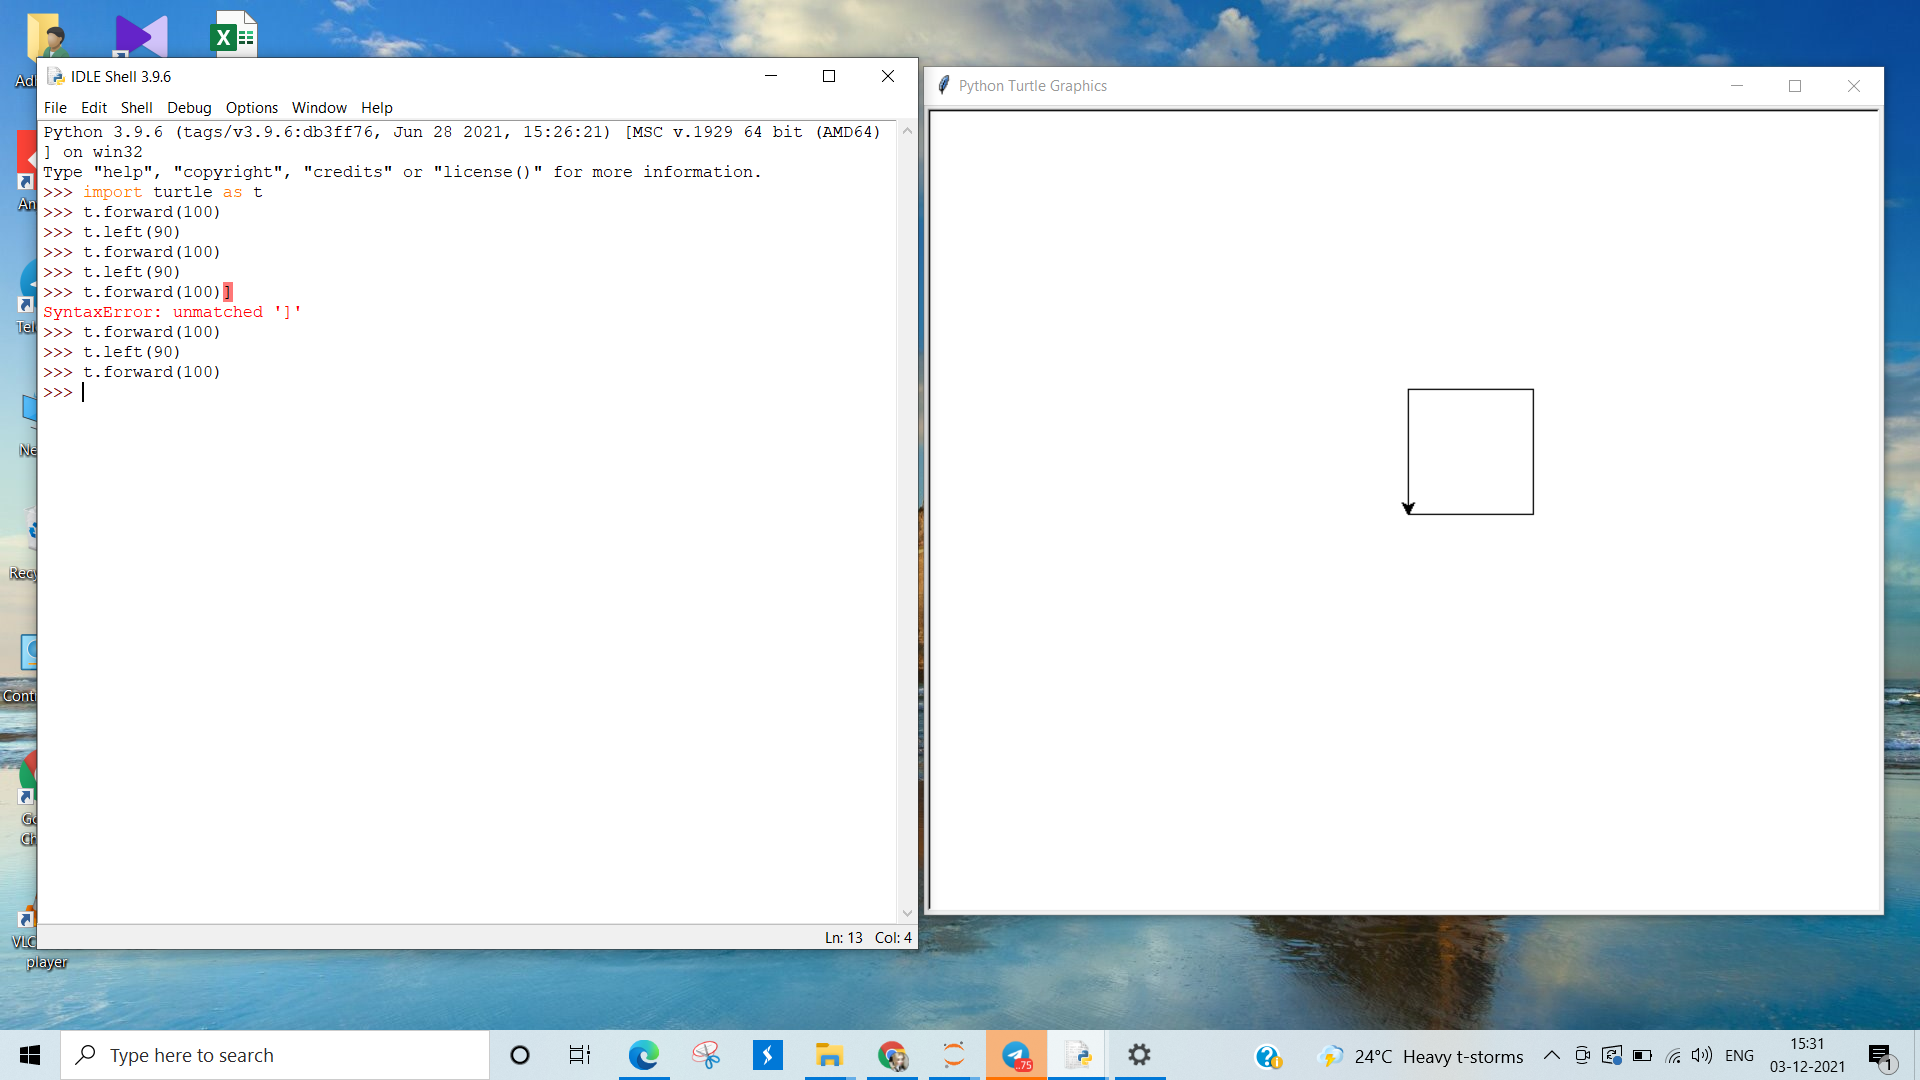 Adi
IDLE Shell 3.9.6
File Edit Shell Debug Options Window Help
Python 3.9.6 (tags/v3.9.6:db3ff76, Jun 28 2021, 15:26:21) [MSC v.1929 64 bit (AMD64)
] on win32
Type "help", "copyright", "credits" or "license()" for more information.
>>> import turtle as t
>>> t.forward(100)
>>> t.left(90)
>>> t.forward(100)
>>> t.left(90)
>>> t.forward(100)]
SyntaxError: unmatched ']'
>>> t.forward(100)
>>> t.left(90)
>>> t.forward(100)
>>>
Ln: 13 Col: 4
Python Turtle Graphics
An
Tel
Ne
Recy
Cont
Go
Ch
VLC
player
Type here to search
..75
24°C Heavy t-storms
ENG
15:31
03-12-2021
1